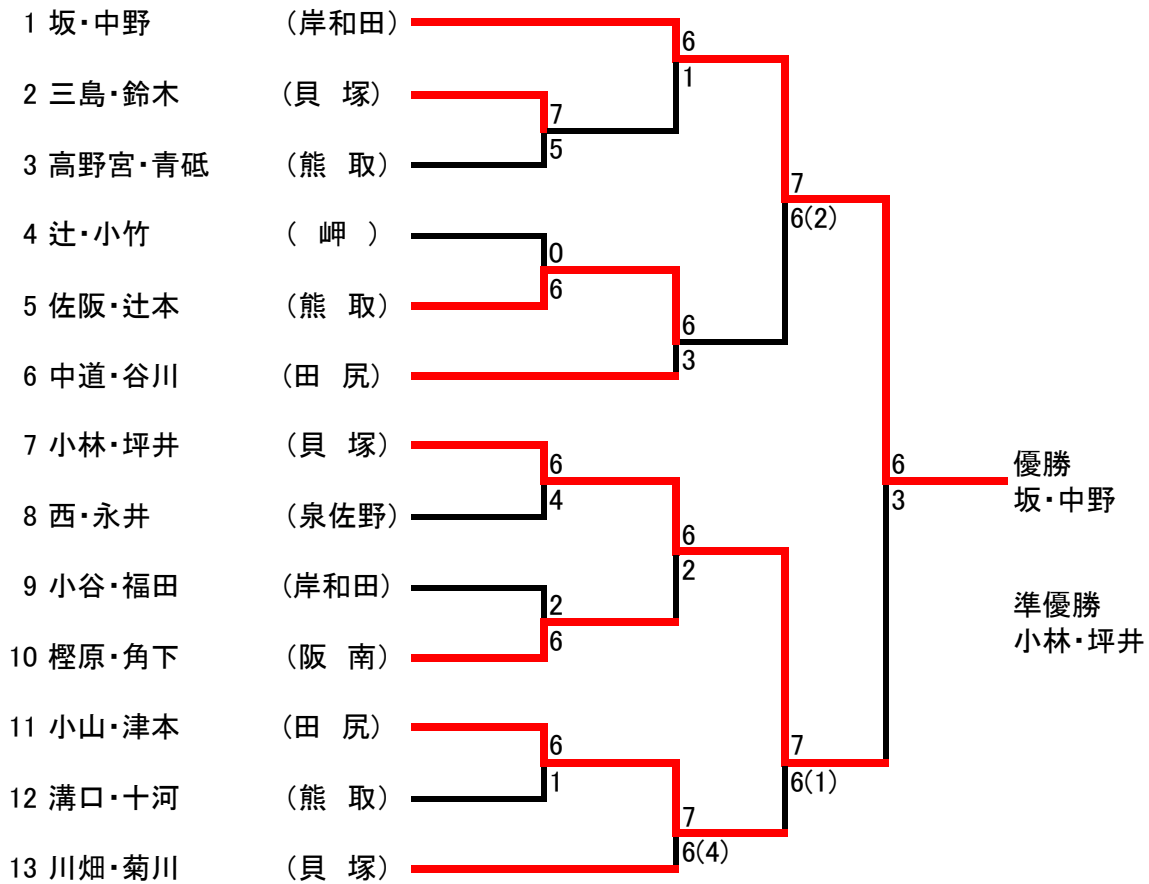 1 坂・中野 （岸和田）
6
1
2 三島・鈴木 （貝　塚）
7
5
3 高野宮・青砥 （熊　取）
7
6(2)
4 辻・小竹 （　岬　）
0
6
5 佐阪・辻本 （熊　取）
6
3
6 中道・谷川 （田　尻）
7 小林・坪井 （貝　塚）
6
4
6
3
優勝
坂・中野
8 西・永井 （泉佐野）
6
2
9 小谷・福田 （岸和田）
2
6
準優勝
小林・坪井
10 樫原・角下 （阪　南）
11 小山・津本 （田　尻）
6
1
7
6(1)
12 溝口・十河 （熊　取）
7
6(4)
13 川畑・菊川 （貝　塚）